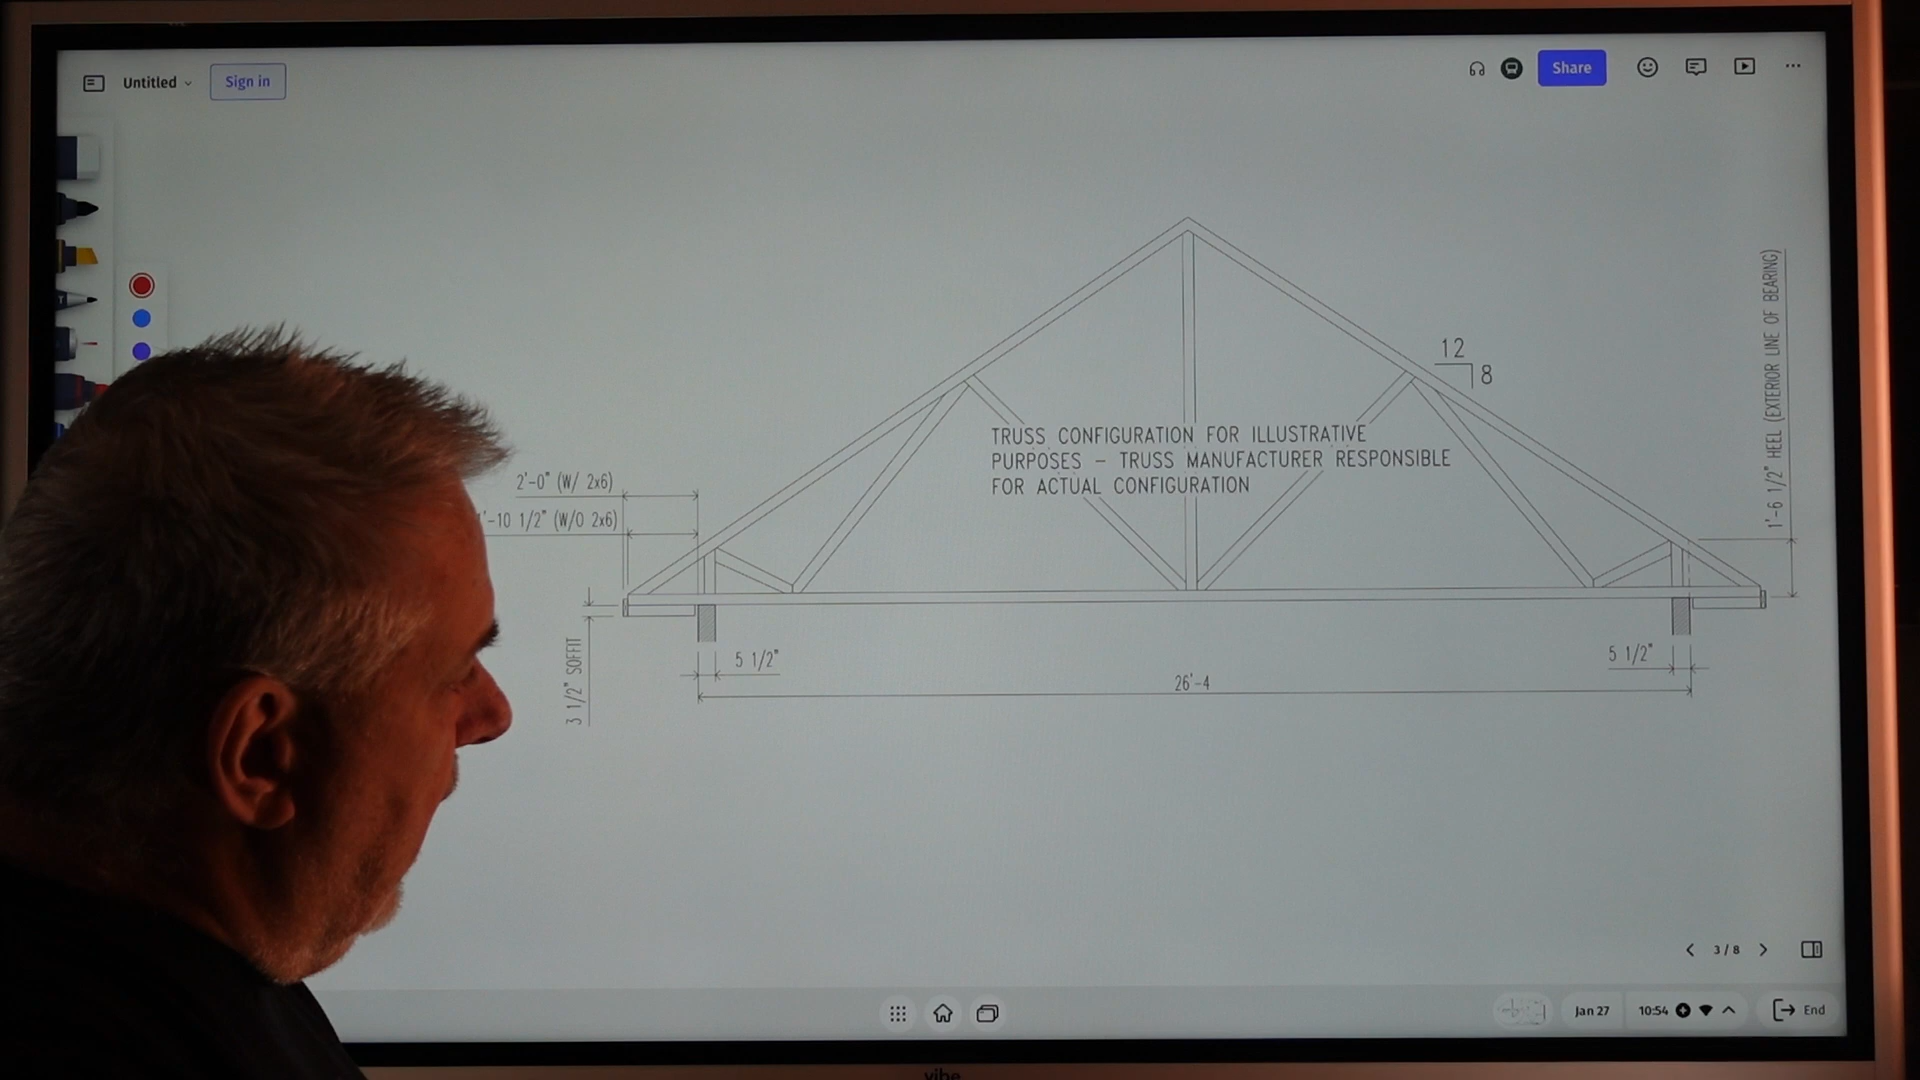 Untitled
Sign in
Share
12
8
1'-6 1/2" HEEL (EXTERIOR LINE OF BEARING)
TRUSS CONFIGURATION FOR ILLUSTRATIVE
PURPOSES – TRUSS MANUFACTURER RESPONSIBLE
FOR ACTUAL CONFIGURATION
2'-0" (W/ 2x6)
'-10 1/2" (W/O 2x6)
3 1/2" SOFFIT
5 1/2"
5 1/2"
26'-4
3 / 8
Jan 27
10:54
End
vibe